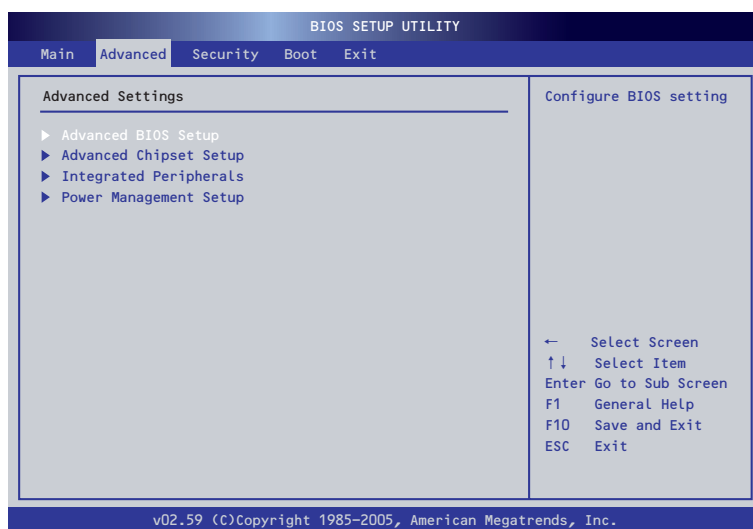 BIOS SETUP UTILITY
Main Advanced Security Boot Exit
Advanced Settings
▶ Advanced BIOS Setup
▶ Advanced Chipset Setup
▶ Integrated Peripherals
▶ Power Management Setup
Configure BIOS setting
← Select Screen
↑↓ Select Item
Enter Go to Sub Screen
F1 General Help
F10 Save and Exit
ESC Exit
v02.59 (C)Copyright 1985-2005, American Megatrends, Inc.